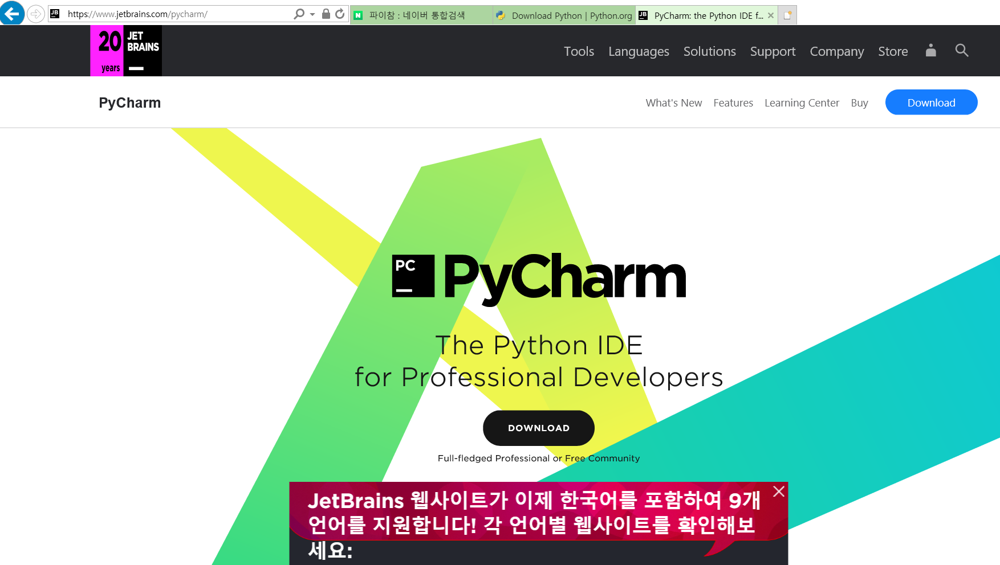 JB https://www.jetbrains.com/pycharm/
N 파이참 : 네이버 통합검색
Download Python | Python.org
JB PyCharm: the Python IDE f...
20 years
JET BRAINS
Tools Languages Solutions Support Company Store
PyCharm
What's New Features Learning Center Buy Download
PC PyCharm
The Python IDE
for Professional Developers
DOWNLOAD
Full-fledged Professional or Free Community
JetBrains 웹사이트가 이제 한국어를 포함하여 9개
언어를 지원합니다! 각 언어별 웹사이트를 확인해보
세요: